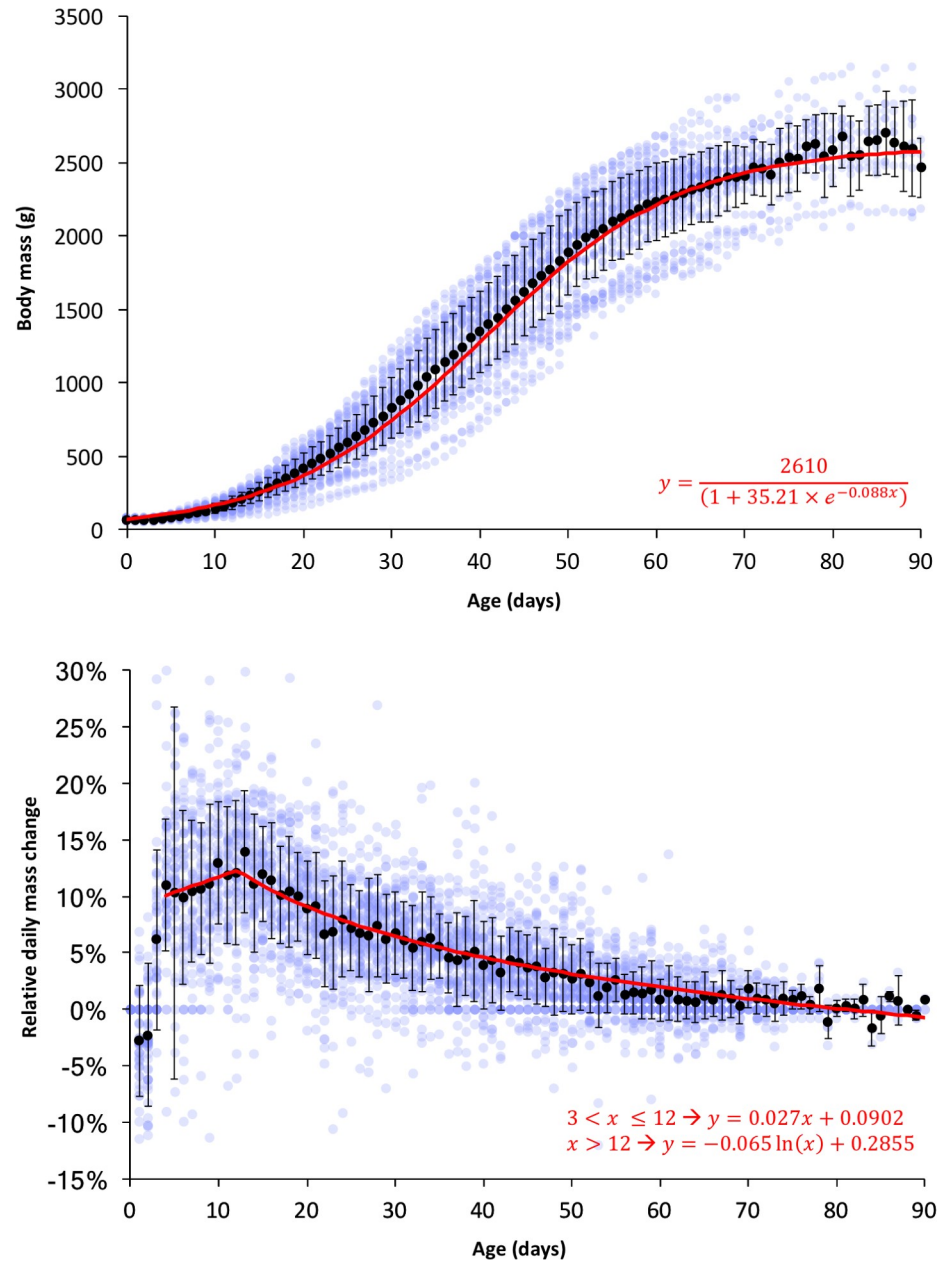 3500
3000
2500
2000
1500
1000
500
0
Body mass (g)
y = 2610 / (1 + 35.21 × e^{−0.088x})
0 10 20 30 40 50 60 70 80 90
Age (days)
30%
25%
20%
15%
10%
5%
0%
-5%
-10%
-15%
Relative daily mass change
3 < x ≤ 12 → y = 0.027x + 0.0902
x > 12 → y = −0.065 ln(x) + 0.2855
0 10 20 30 40 50 60 70 80 90
Age (days)